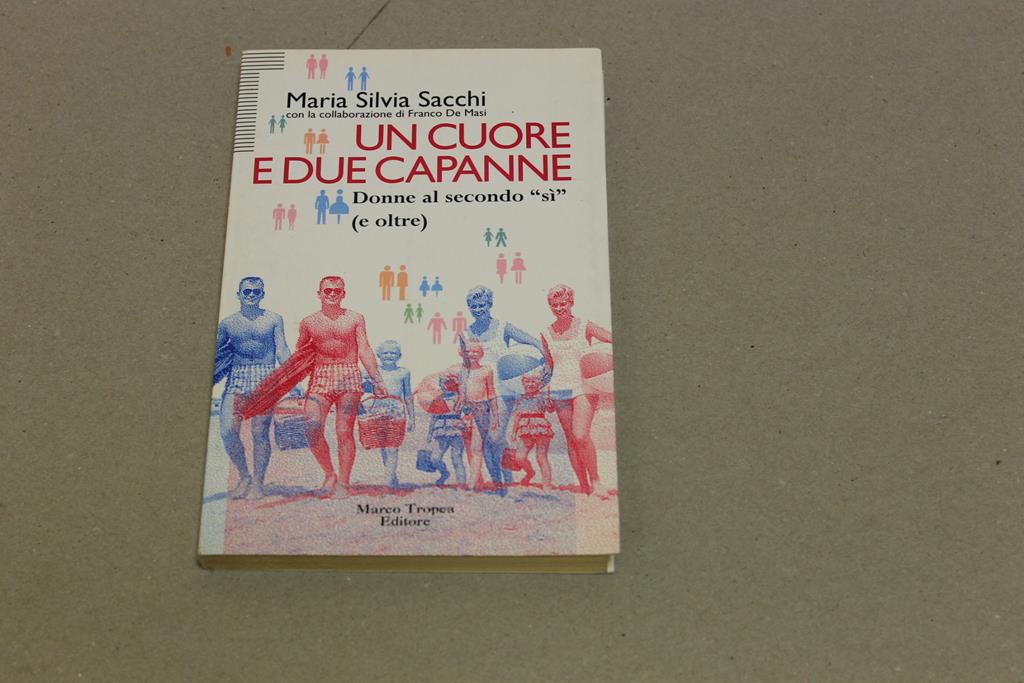 Maria Silvia Sacchi
con la collaborazione di Franco De Masi
UN CUORE
E DUE CAPANNE
Donne al secondo “sì”
(e oltre)
Marco Tropea
Editore